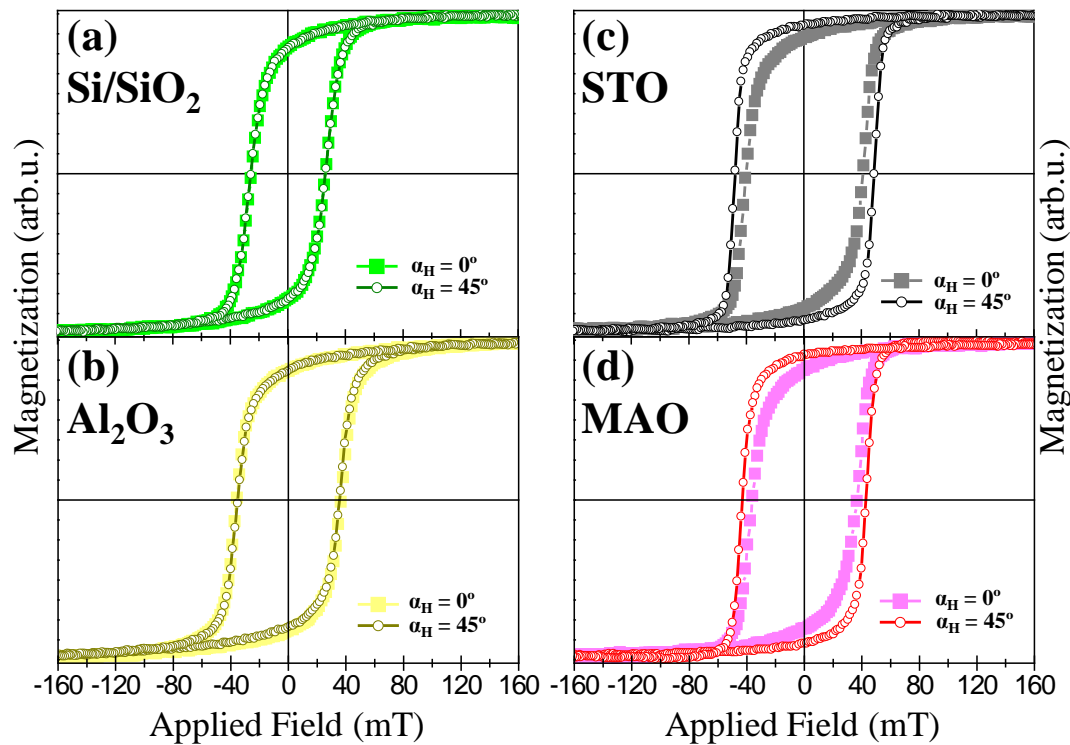 (a)
Si/SiO₂
αH = 0º
αH = 45º
(c)
STO
αH = 0º
αH = 45º
(b)
Al₂O₃
αH = 0º
αH = 45º
(d)
MAO
αH = 0º
αH = 45º
Magnetization (arb.u.)
Magnetization (arb.u.)
-160 -120 -80 -40 0 40 80 120 160
-160 -120 -80 -40 0 40 80 120 160
Applied Field (mT)
Applied Field (mT)